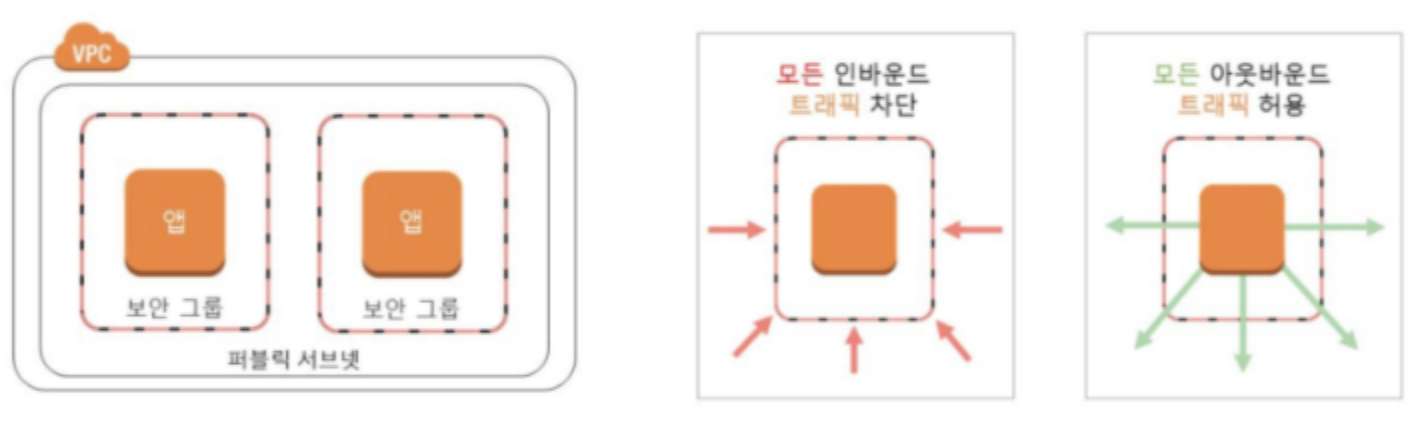 VPC
앱
앱
보안 그룹
보안 그룹
퍼블릭 서브넷
모든 인바운드
트래픽 차단
모든 아웃바운드
트래픽 허용